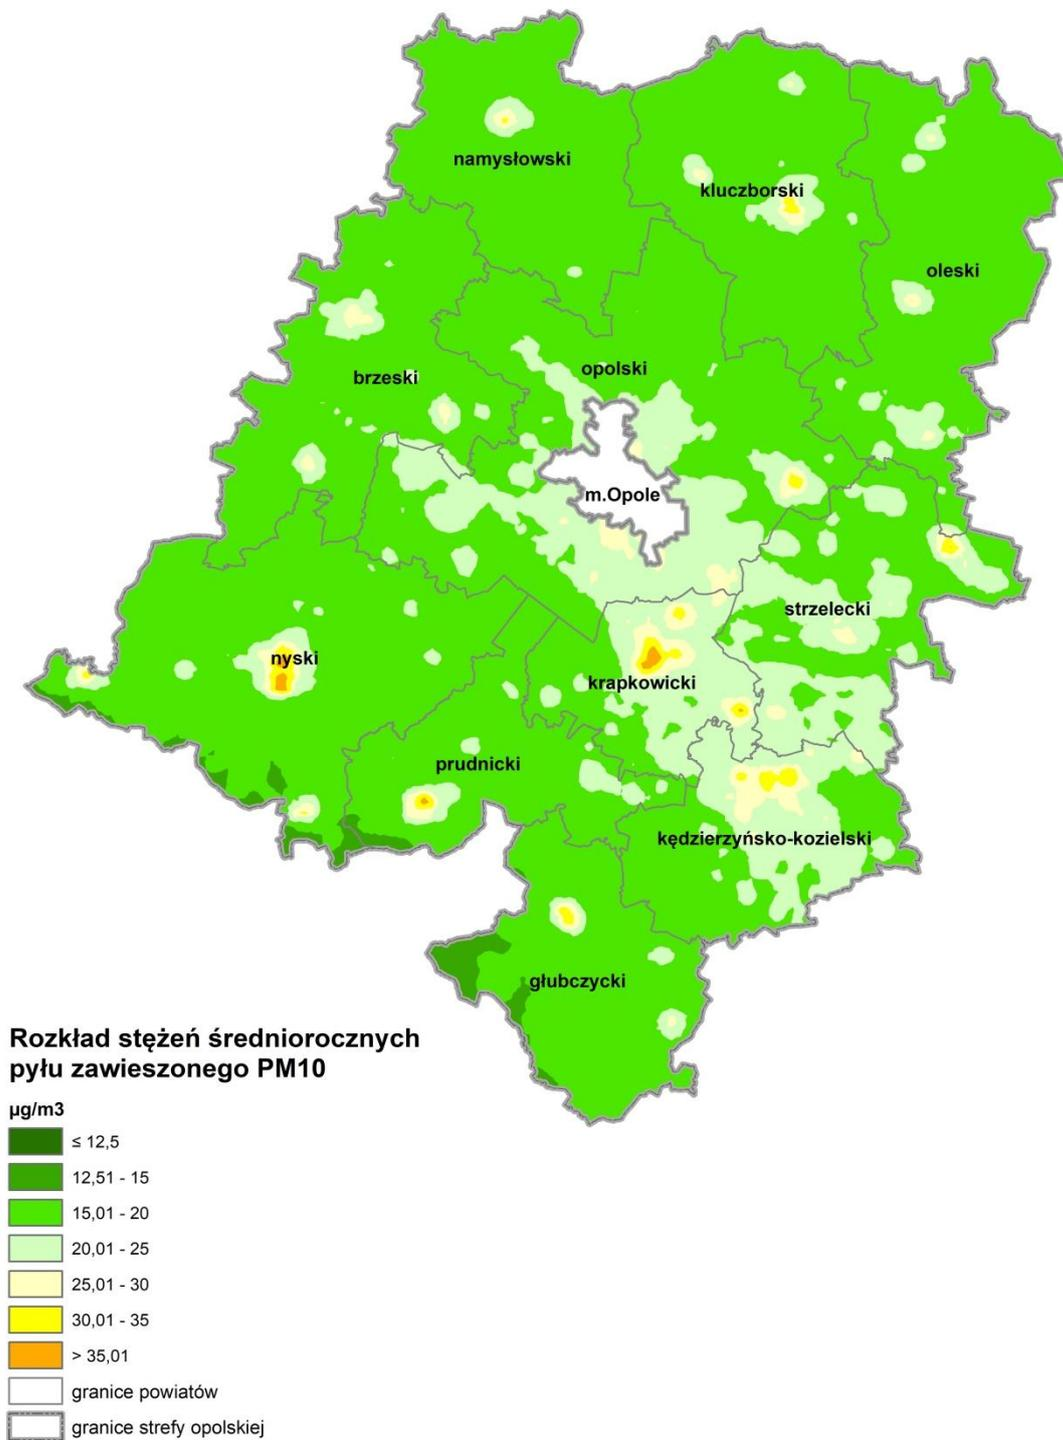 namysłowski
kluczborski
oleski
opolski
brzeski
m.Opole
strzelecki
nyski
krapkowicki
prudnicki
kędzierzyńsko-kozielski
głubczycki
Rozkład stężeń średniorocznych
pyłu zawieszonego PM10
µg/m3
≤ 12,5
12,51 - 15
15,01 - 20
20,01 - 25
25,01 - 30
30,01 - 35
> 35,01
granice powiatów
granice strefy opolskiej